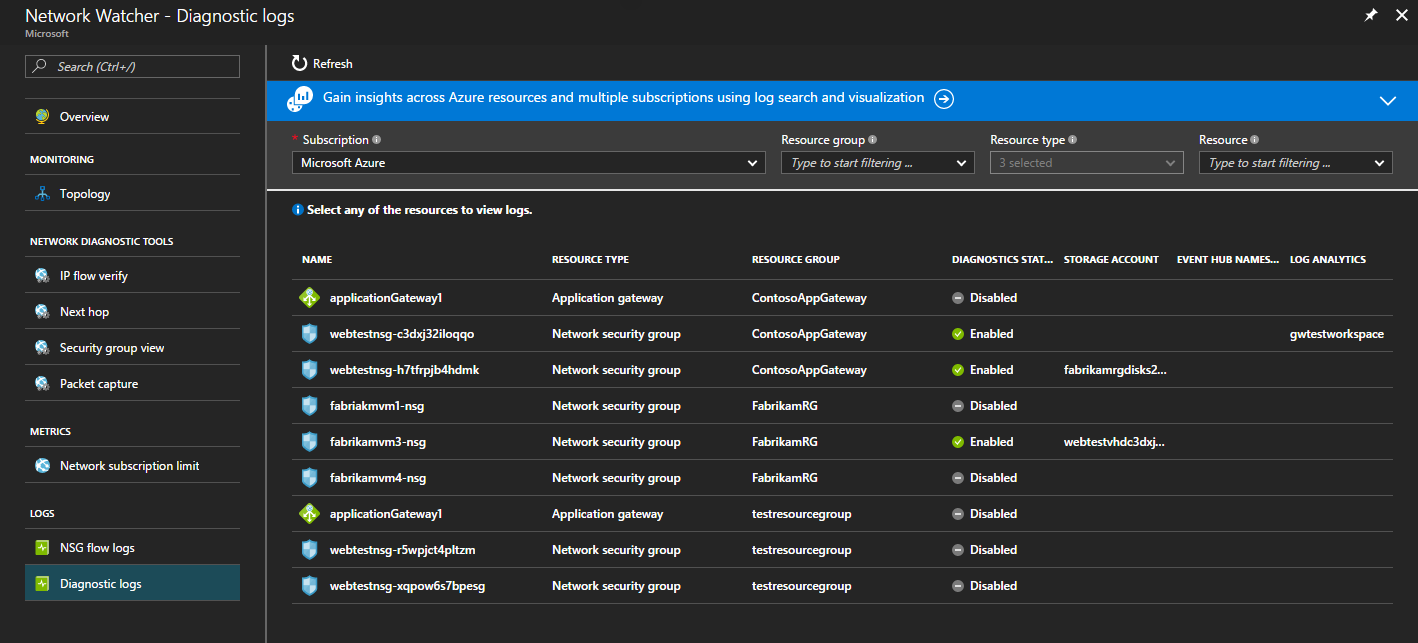 Network Watcher - Diagnostic logs
Microsoft
Search (Ctrl+/)
Overview
MONITORING
Topology
NETWORK DIAGNOSTIC TOOLS
IP flow verify
Next hop
Security group view
Packet capture
METRICS
Network subscription limit
LOGS
NSG flow logs
Diagnostic logs
Refresh
Gain insights across Azure resources and multiple subscriptions using log search and visualization
* Subscription Resource group Resource type Resource
Microsoft Azure Type to start filtering ... 3 selected Type to start filtering ...
Select any of the resources to view logs.
NAME RESOURCE TYPE RESOURCE GROUP DIAGNOSTICS STAT... STORAGE ACCOUNT EVENT HUB NAMES... LOG ANALYTICS
applicationGateway1 Application gateway ContosoAppGateway Disabled
webtestnsg-c3dxj32iloqqo Network security group ContosoAppGateway Enabled gwtestworkspace
webtestnsg-h7tfrpjb4hdmk Network security group ContosoAppGateway Enabled fabrikamrgdisks2...
fabriakmvm1-nsg Network security group FabrikamRG Disabled
fabrikamvm3-nsg Network security group FabrikamRG Enabled webtestvhdc3dxj...
fabrikamvm4-nsg Network security group FabrikamRG Disabled
applicationGateway1 Application gateway testresourcegroup Disabled
webtestnsg-r5wpjct4pltzm Network security group testresourcegroup Disabled
webtestnsg-xqpow6s7bpesg Network security group testresourcegroup Disabled